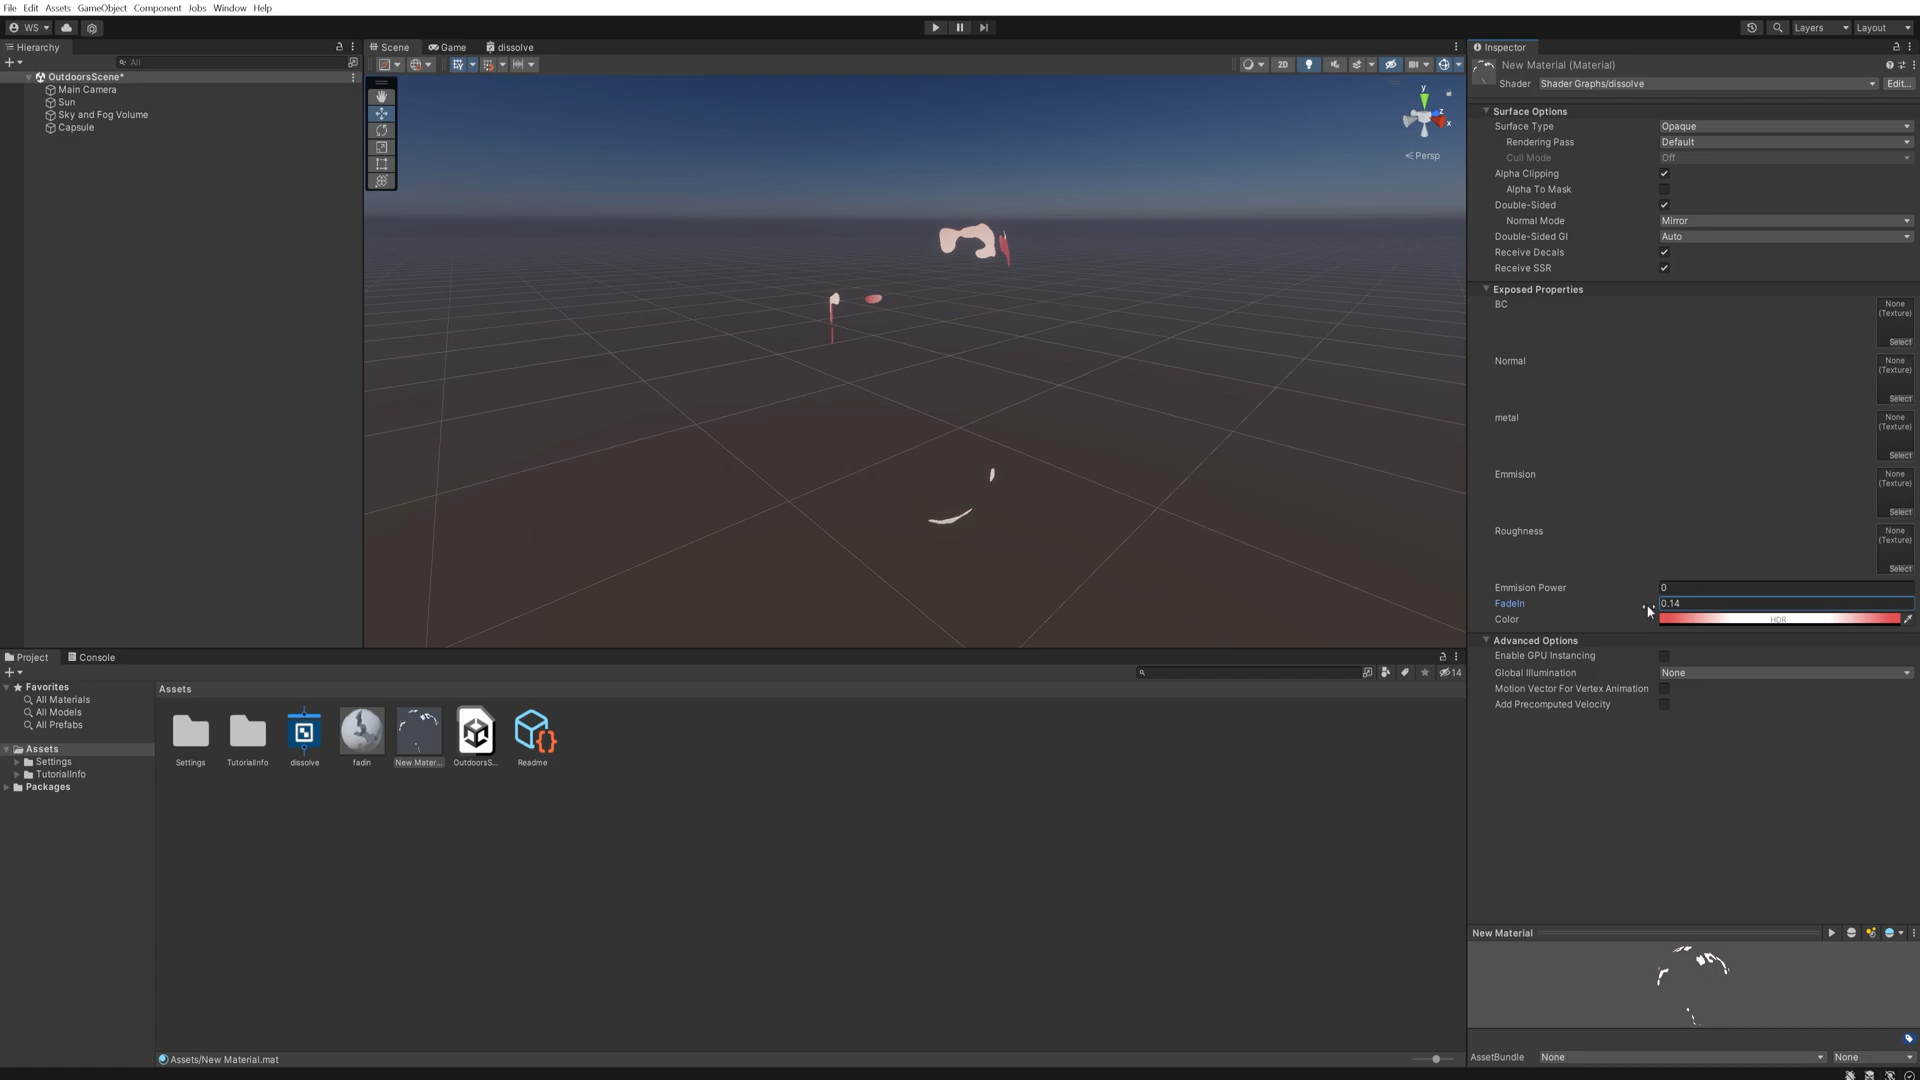 File Edit Assets GameObject Component Jobs Window Help
WS
Layers Layout
Hierarchy
All
OutdoorsScene*
Main Camera
Sun
Sky and Fog Volume
Capsule
Scene Game dissolve
2D
y
z
x
Persp
Inspector
New Material (Material)
Shader Shader Graphs/dissolve Edit...
Surface Options
Surface Type Opaque
Rendering Pass Default
Cull Mode Off
Alpha Clipping
Alpha To Mask
Double-Sided
Normal Mode Mirror
Double-Sided GI Auto
Receive Decals
Receive SSR
Exposed Properties
BC None (Texture) Select
Normal None (Texture) Select
metal None (Texture) Select
Emmision None (Texture) Select
Roughness None (Texture) Select
Emmision Power 0
FadeIn 0.14
Color HDR
Advanced Options
Enable GPU Instancing
Global Illumination None
Motion Vector For Vertex Animation
Add Precomputed Velocity
Project Console
14
Favorites
All Materials
All Models
All Prefabs
Assets
Settings
TutorialInfo
Packages
Assets
Settings TutorialInfo dissolve fadin New Mater... OutdoorsS... Readme
Assets/New Material.mat
New Material
AssetBundle None None